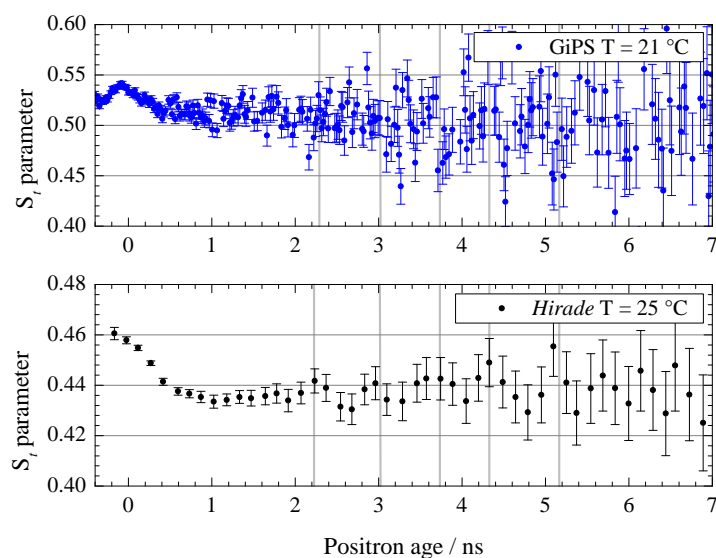 0.60
GiPS T = 21 °C
0.55
0.50
0.45
0.40
S_t parameter
0 1 2 3 4 5 6 7
0.48
Hirade T = 25 °C
0.46
0.44
0.42
0.40
S_t parameter
0 1 2 3 4 5 6 7
Positron age / ns